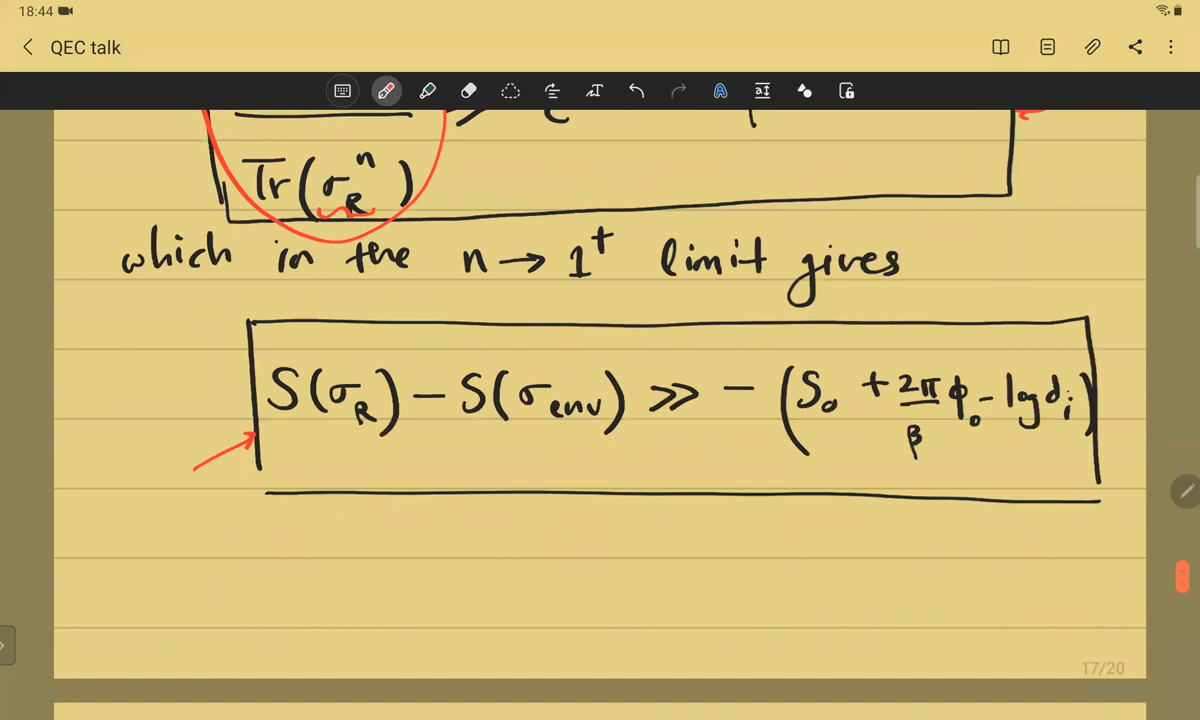 18:44
QEC talk
Tr(σ_R^n)
which in the n → 1⁺ limit gives
S(σ_R) − S(σ_env) ≫ − (S₀ + 2π/β φ₀ − log dᵢ)
17/20